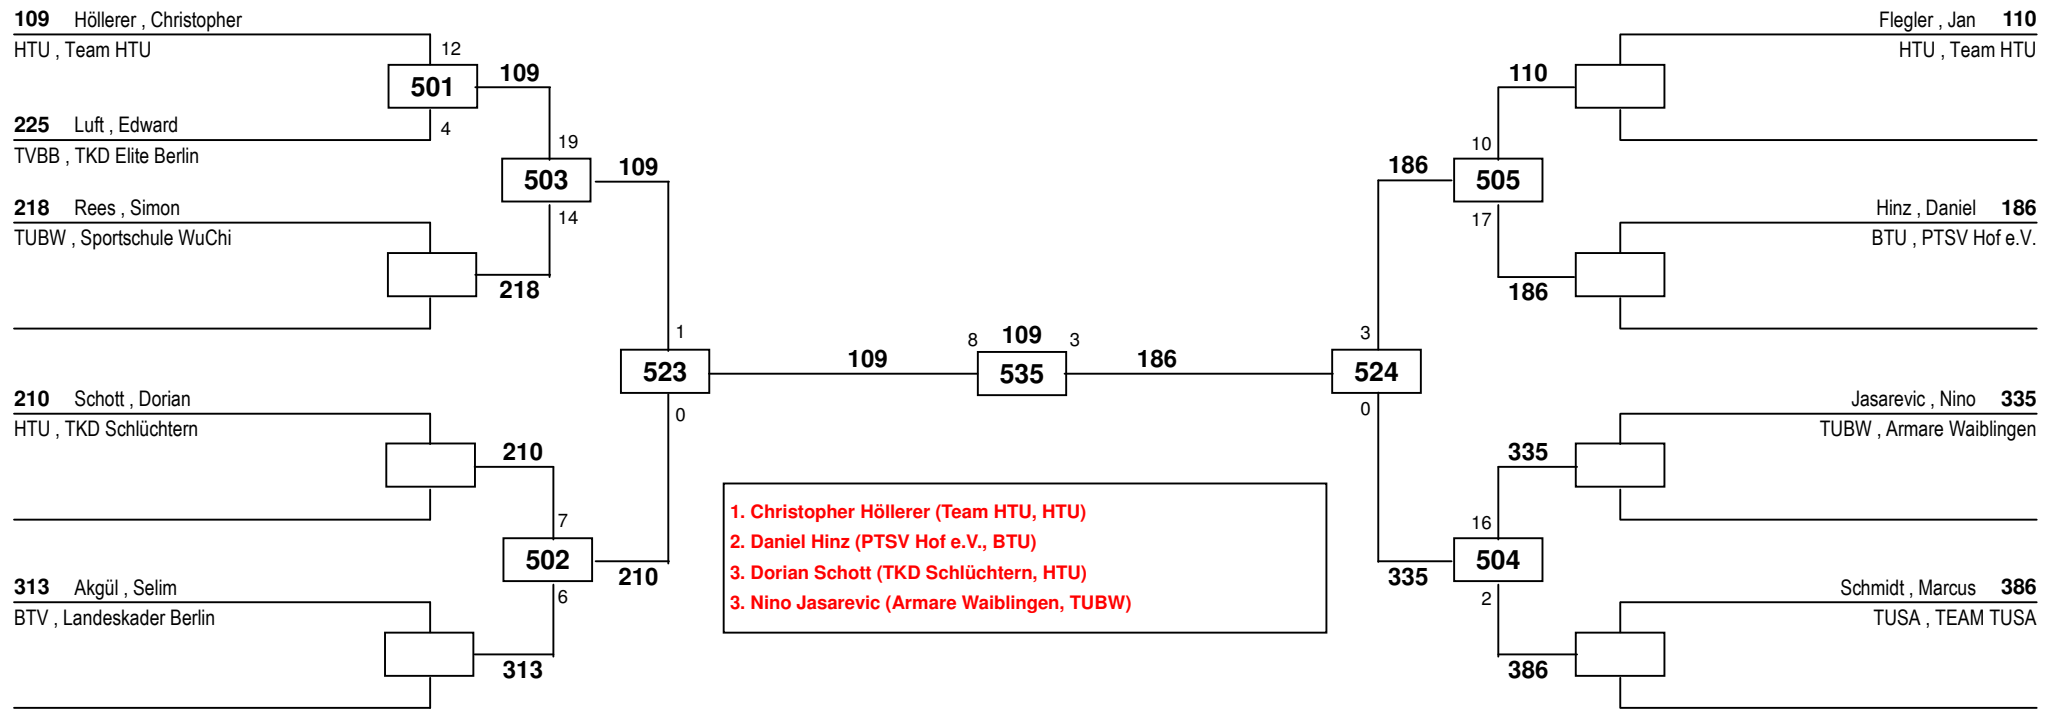 109 Höllerer , Christopher
HTU , Team HTU
12
501
109
4
225 Luft , Edward
TVBB , TKD Elite Berlin
19
503
109
14
218 Rees , Simon
TUBW , Sportschule WuChi
218
1
523
109
0
210 Schott , Dorian
HTU , TKD Schlüchtern
210
7
502
210
6
313 Akgül , Selim
BTV , Landeskader Berlin
313
8 109 3
535
186
1. Christopher Höllerer (Team HTU, HTU)
2. Daniel Hinz (PTSV Hof e.V., BTU)
3. Dorian Schott (TKD Schlüchtern, HTU)
3. Nino Jasarevic (Armare Waiblingen, TUBW)
Flegler , Jan 110
HTU , Team HTU
110
10
186
505
17
Hinz , Daniel 186
BTU , PTSV Hof e.V.
186
3
524
0
Jasarevic , Nino 335
TUBW , Armare Waiblingen
335
16
504
335
2
Schmidt , Marcus 386
TUSA , TEAM TUSA
386